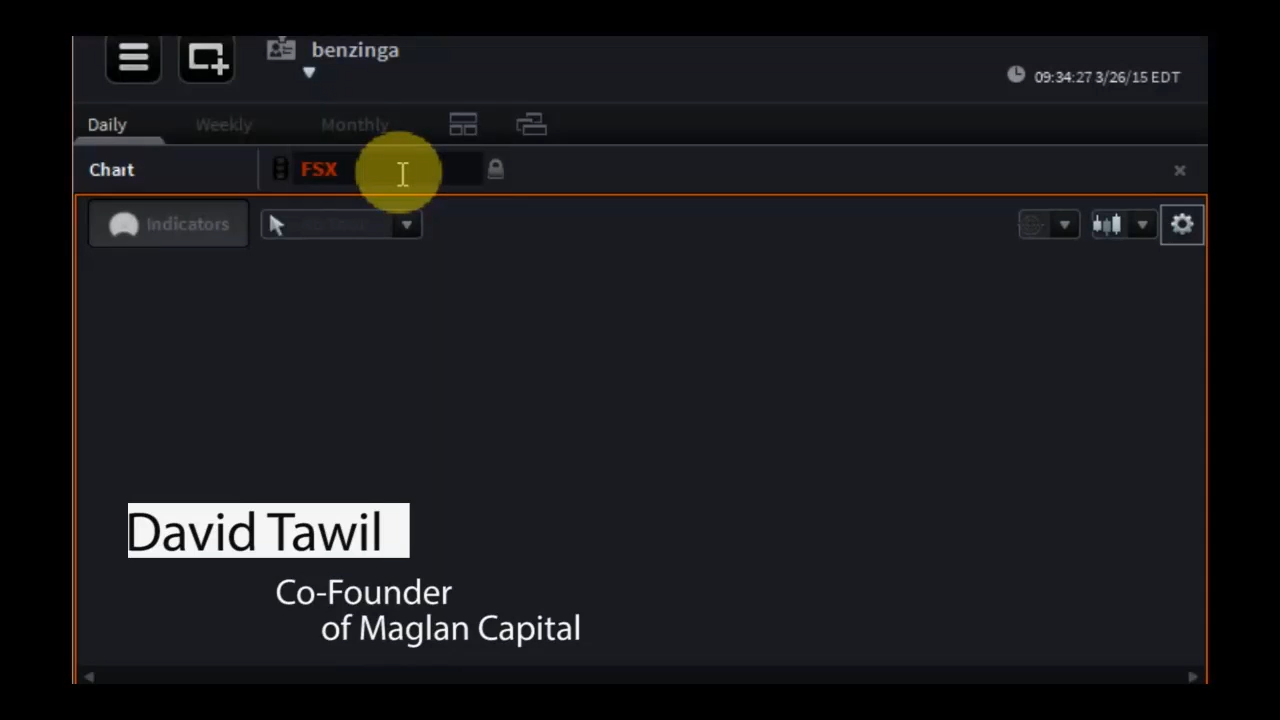 benzinga
09:34:27 3/26/15 EDT
Daily Weekly Monthly
Chart FSX
Indicators
David Tawil
Co-Founder
of Maglan Capital